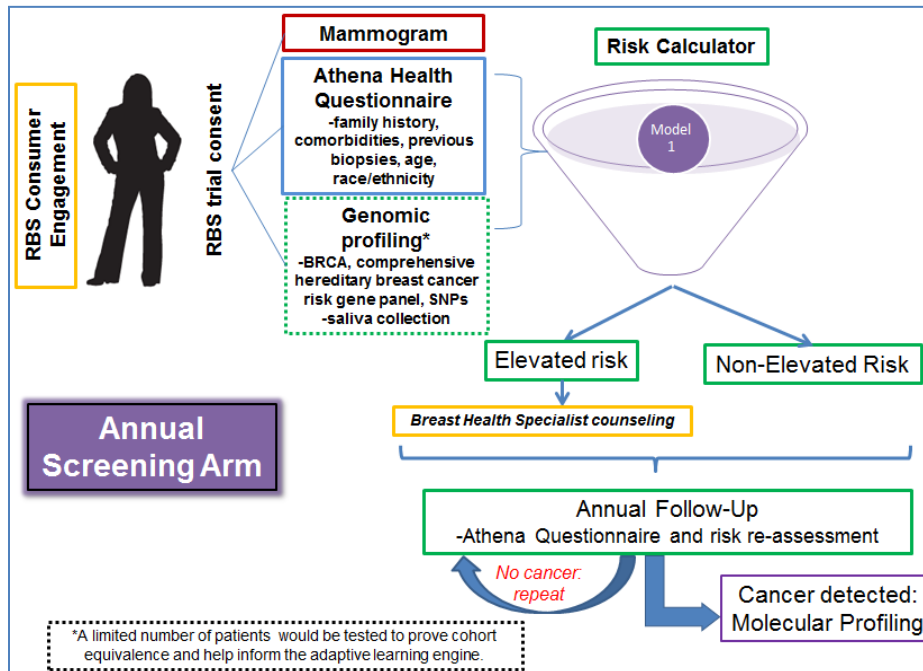 RBS Consumer
Engagement
RBS trial consent
Mammogram
Athena Health
Questionnaire
-family history,
comorbidities, previous
biopsies, age,
race/ethnicity
Genomic
profiling*
-BRCA, comprehensive
hereditary breast cancer
risk gene panel, SNPs
-saliva collection
Risk Calculator
Model
1
Elevated risk
Non-Elevated Risk
Breast Health Specialist counseling
Annual
Screening Arm
Annual Follow-Up
-Athena Questionnaire and risk re-assessment
No cancer:
repeat
Cancer detected:
Molecular Profiling
*A limited number of patients would be tested to prove cohort
equivalence and help inform the adaptive learning engine.